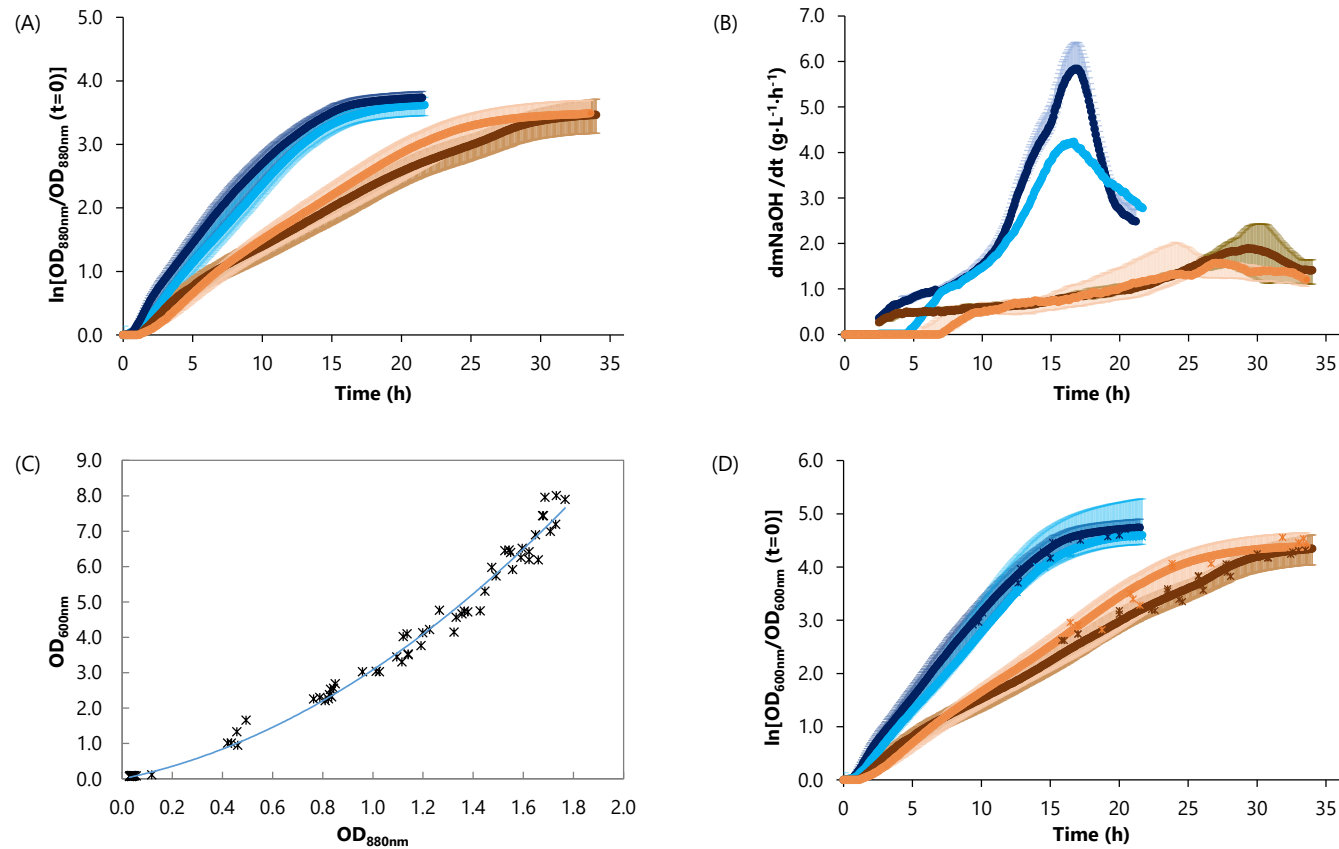 (A)
ln[OD880nm/OD880nm (t=0)]
5.0
4.0
3.0
2.0
1.0
0.0
0 5 10 15 20 25 30 35
Time (h)
(B)
dmNaOH /dt (g·L-1·h-1)
7.0
6.0
5.0
4.0
3.0
2.0
1.0
0.0
0 5 10 15 20 25 30 35
Time (h)
(C)
OD600nm
9.0
8.0
7.0
6.0
5.0
4.0
3.0
2.0
1.0
0.0
0.0 0.2 0.4 0.6 0.8 1.0 1.2 1.4 1.6 1.8 2.0
OD880nm
(D)
ln[OD600nm/OD600nm (t=0)]
6.0
5.0
4.0
3.0
2.0
1.0
0.0
0 5 10 15 20 25 30 35
Time (h)